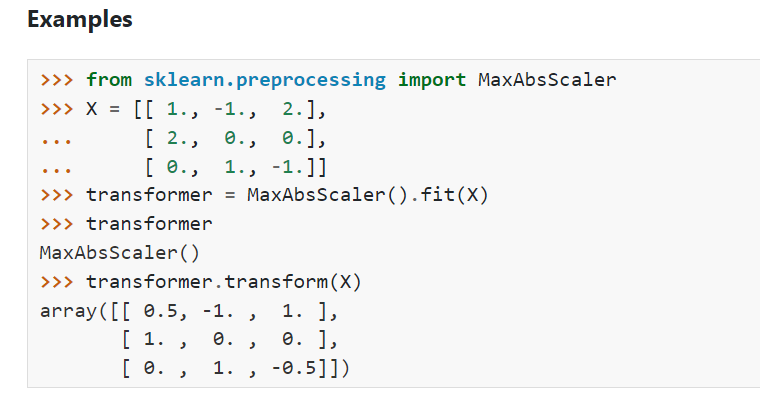 Examples
>>> from sklearn.preprocessing import MaxAbsScaler
>>> X = [[ 1., -1.,  2.],
...      [ 2.,  0.,  0.],
...      [ 0.,  1., -1.]]
>>> transformer = MaxAbsScaler().fit(X)
>>> transformer
MaxAbsScaler()
>>> transformer.transform(X)
array([[ 0.5, -1. ,  1. ],
       [ 1. ,  0. ,  0. ],
       [ 0. ,  1. , -0.5]])